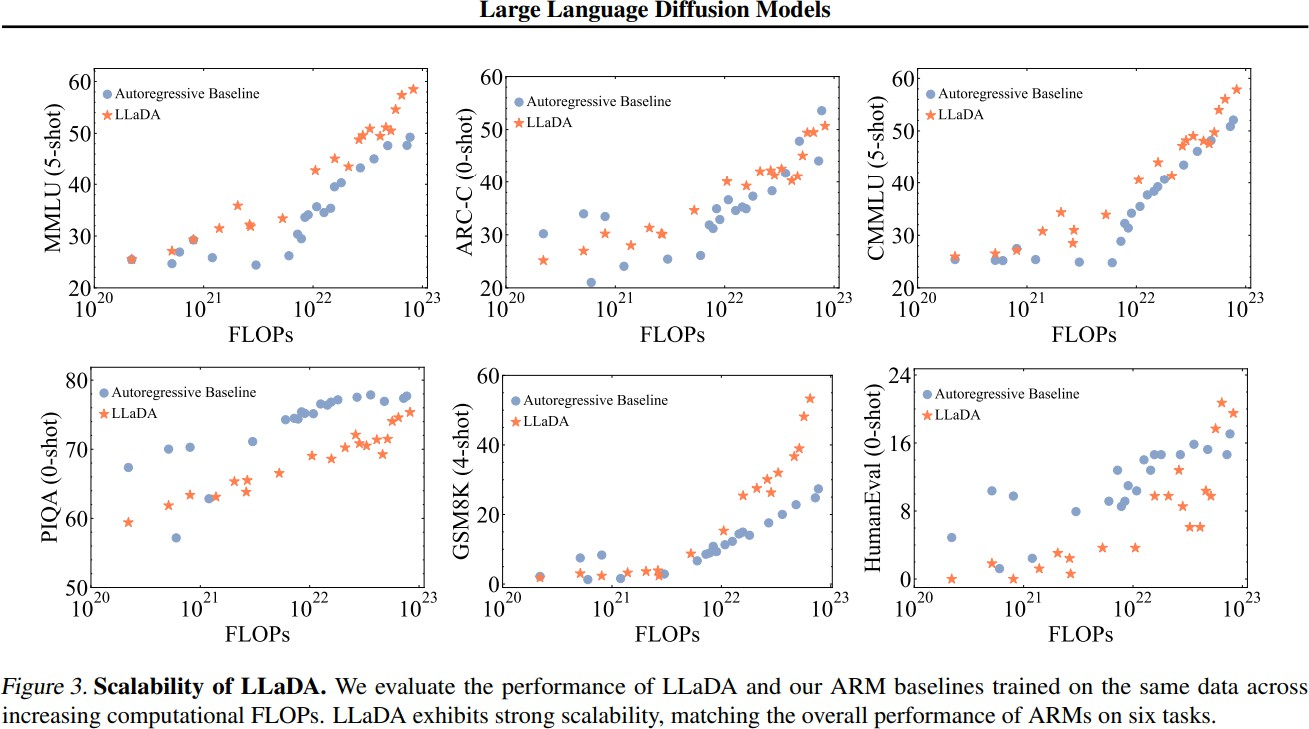 Large Language Diffusion Models
MMLU (5-shot)
60
50
40
30
20
Autoregressive Baseline
LLaDA
10^20
10^21
10^22
10^23
FLOPs
ARC-C (0-shot)
60
50
40
30
20
Autoregressive Baseline
LLaDA
10^20
10^21
10^22
10^23
FLOPs
CMMLU (5-shot)
60
50
40
30
20
Autoregressive Baseline
LLaDA
10^20
10^21
10^22
10^23
FLOPs
PIQA (0-shot)
80
70
60
50
Autoregressive Baseline
LLaDA
10^20
10^21
10^22
10^23
FLOPs
GSM8K (4-shot)
60
40
20
0
Autoregressive Baseline
LLaDA
10^20
10^21
10^22
10^23
FLOPs
HumanEval (0-shot)
24
16
8
0
Autoregressive Baseline
LLaDA
10^20
10^21
10^22
10^23
FLOPs
Figure 3. Scalability of LLaDA. We evaluate the performance of LLaDA and our ARM baselines trained on the same data across
increasing computational FLOPs. LLaDA exhibits strong scalability, matching the overall performance of ARMs on six tasks.